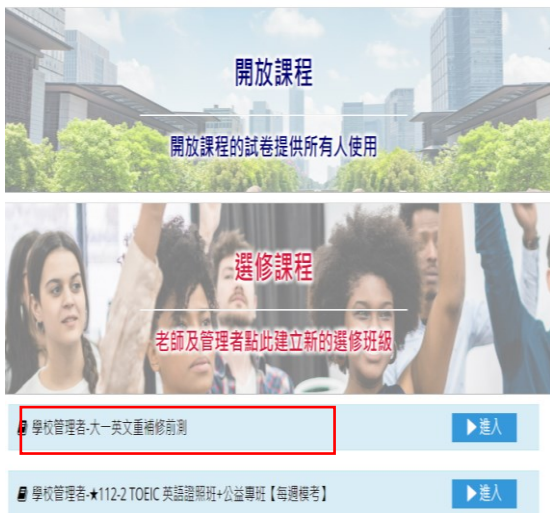 開放課程
開放課程的試卷提供所有人使用
選修課程
老師及管理者點此建立新的選修班級
學校管理者-大一英文重補修前測
▶進入
學校管理者-★112-2 TOEIC 英語證照班+公益專班【每週模考】
▶進入